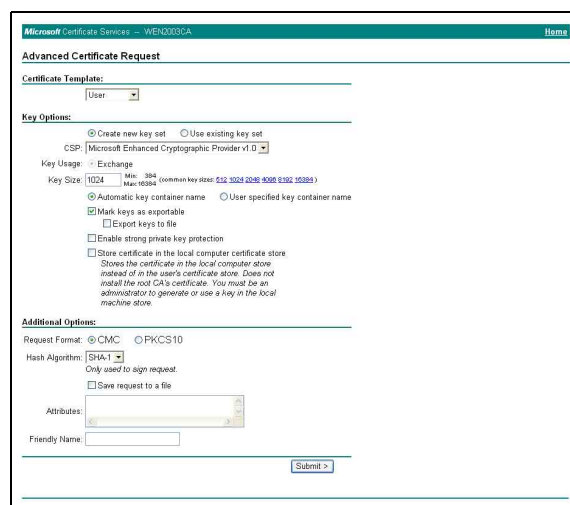 Microsoft Certificate Services -- WEN2003CA Home
Advanced Certificate Request
Certificate Template:
User
Key Options:
Create new key set Use existing key set
CSP: Microsoft Enhanced Cryptographic Provider v1.0
Key Usage: Exchange
Key Size: 1024 Min: 384 Max: 16384 (common key sizes: 512 1024 2048 4096 8192 16384 )
Automatic key container name User specified key container name
Mark keys as exportable
Export keys to file
Enable strong private key protection
Store certificate in the local computer certificate store
Stores the certificate in the local computer store
instead of in the user's certificate store. Does not
install the root CA's certificate. You must be an
administrator to generate or use a key in the local
machine store.
Additional Options:
Request Format: CMC PKCS10
Hash Algorithm: SHA-1
Only used to sign request.
Save request to a file
Attributes:
Friendly Name:
Submit >